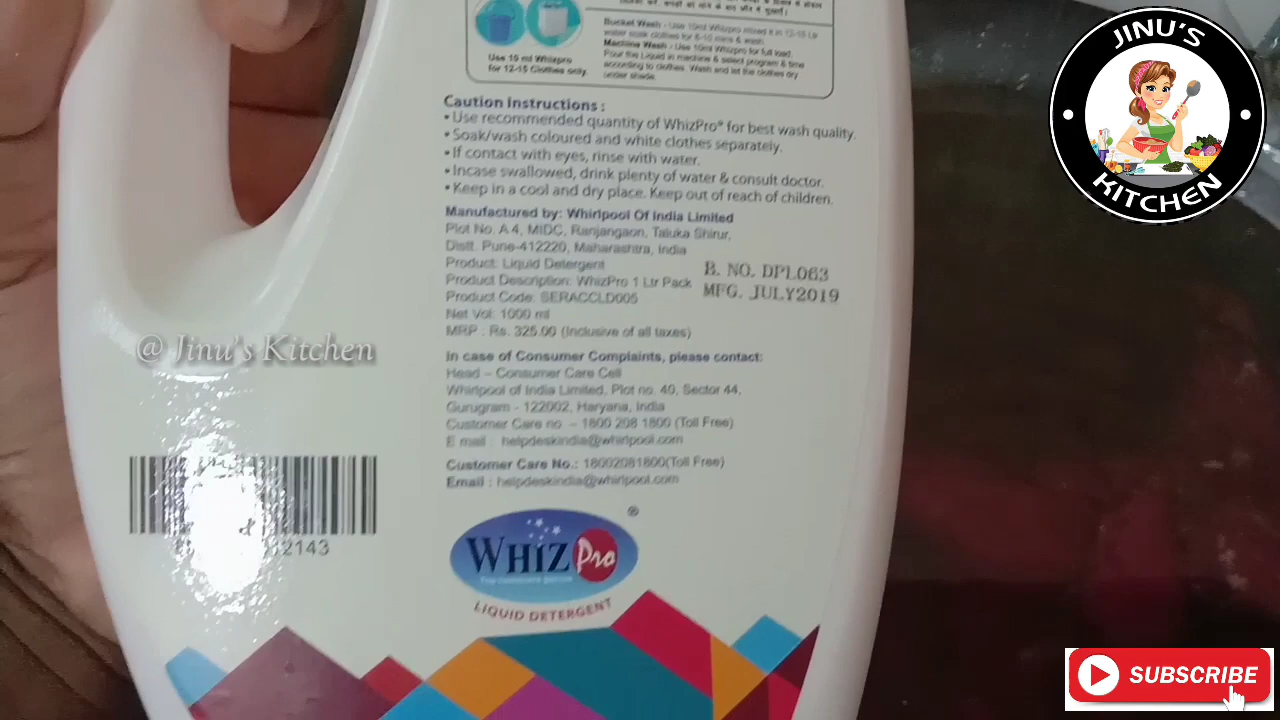 JINU'S
KITCHEN
Bucket Wash - Use 10ml Whizpro mixed it in 12-15 Ltr
water soak clothes for & wash
Machine Wash - Use 10ml Whizpro for full load.
Pour the Liquid in machine & select program & time
according to clothes. Wash and let the clothes dry
under shade.
Use 10 ml Whizpro
for 12-15 Clothes only.
Caution Instructions :
• Use recommended quantity of WhizPro* for best wash quality.
• Soak/wash coloured and white clothes separately.
• If contact with eyes, rinse with water.
• Incase swallowed, drink plenty of water & consult doctor.
• Keep in a cool and dry place. Keep out of reach of children.
Manufactured by: Whirlpool Of India Limited
Plot No. A 4, MIDC, Ranjangaon, Taluka Shirur,
Distt. Pune-412220, Maharashtra, India
Product: Liquid Detergent
Product Description: WhizPro 1 Ltr Pack
Product Code: SERACCLD005
Net Vol: 1000 ml
MRP : Rs. 325.00 (Inclusive of all taxes)
B. NO. DPL063
MFG. JULY2019
@ Jinu's Kitchen
In case of Consumer Complaints, please contact:
Head – Consumer Care Cell
Whirlpool of India Limited, Plot no. 40, Sector 44,
Gurugram - 122002, Haryana, India
Customer Care no. – 1800 208 1800 (Toll Free)
E mail : helpdeskindia@whirlpool.com
Customer Care No.: 18002081800(Toll Free)
Email : helpdeskindia@whirlpool.com
2143
®
WHIZ Pro
LIQUID DETERGENT
SUBSCRIBE